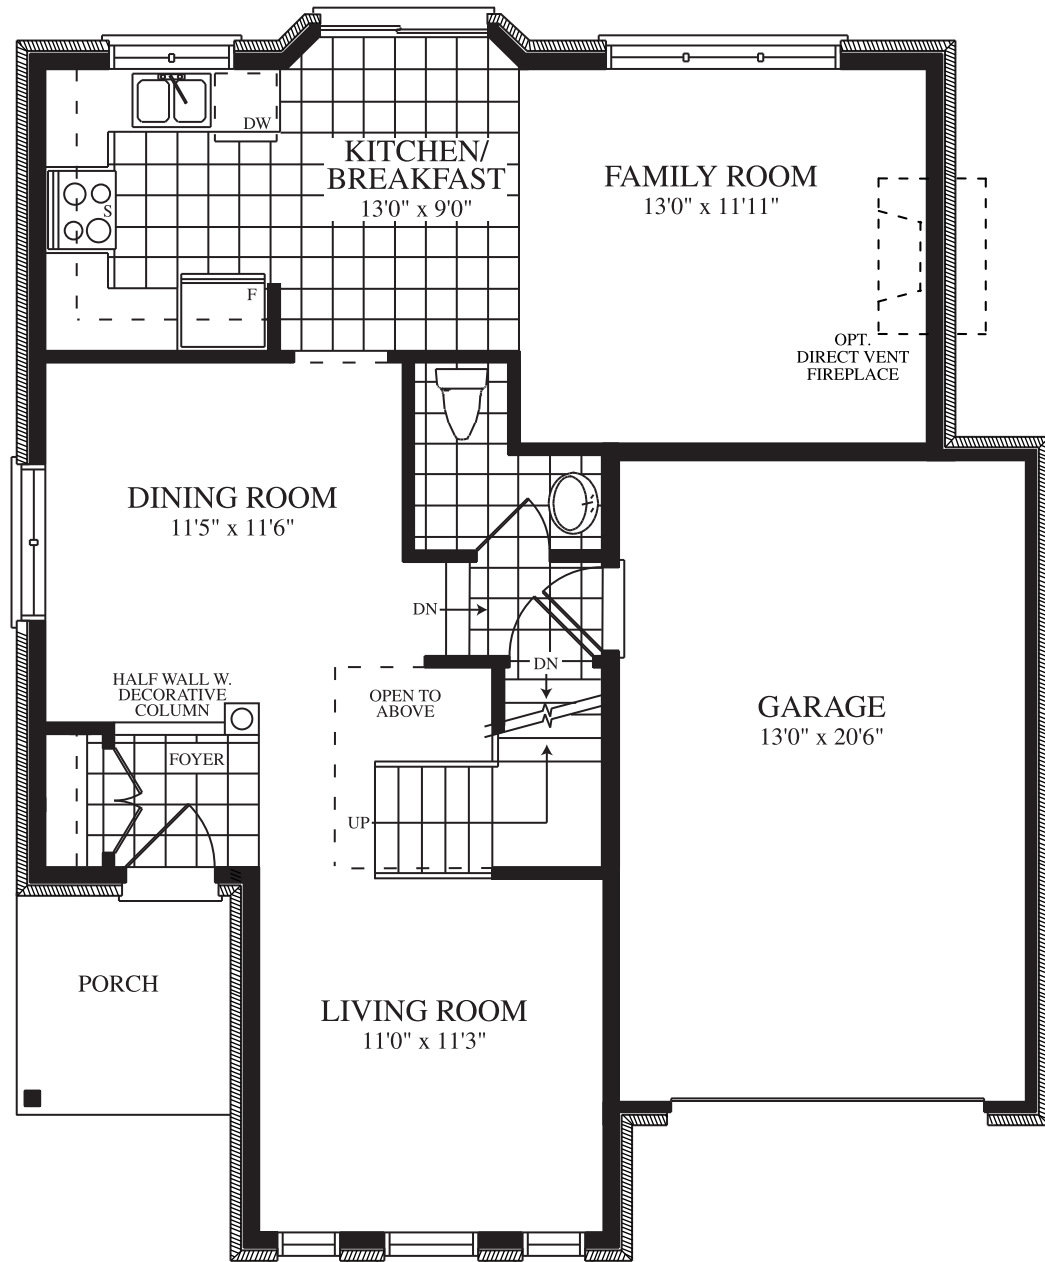 DW
KITCHEN/
BREAKFAST
13'0" x 9'0"
S
F
FAMILY ROOM
13'0" x 11'11"
OPT.
DIRECT VENT
FIREPLACE
DINING ROOM
11'5" x 11'6"
DN
DN
HALF WALL W.
DECORATIVE
COLUMN
OPEN TO
ABOVE
FOYER
UP
GARAGE
13'0" x 20'6"
PORCH
LIVING ROOM
11'0" x 11'3"